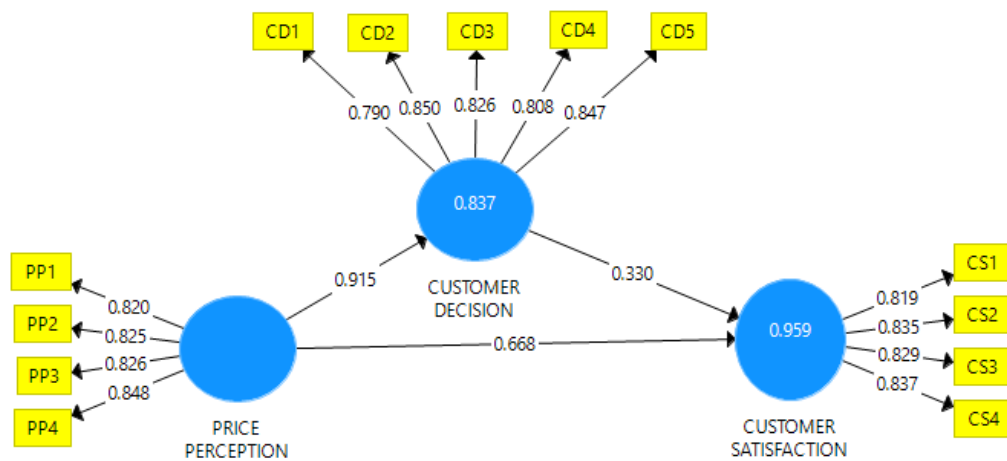 CD1 CD2 CD3 CD4 CD5
0.790 0.850 0.826 0.808 0.847
0.837
CUSTOMER
DECISION
0.915
0.330
PP1
PP2
PP3
PP4
0.820
0.825
0.826
0.848
PRICE
PERCEPTION
0.668
0.959
CUSTOMER
SATISFACTION
0.819
0.835
0.829
0.837
CS1
CS2
CS3
CS4